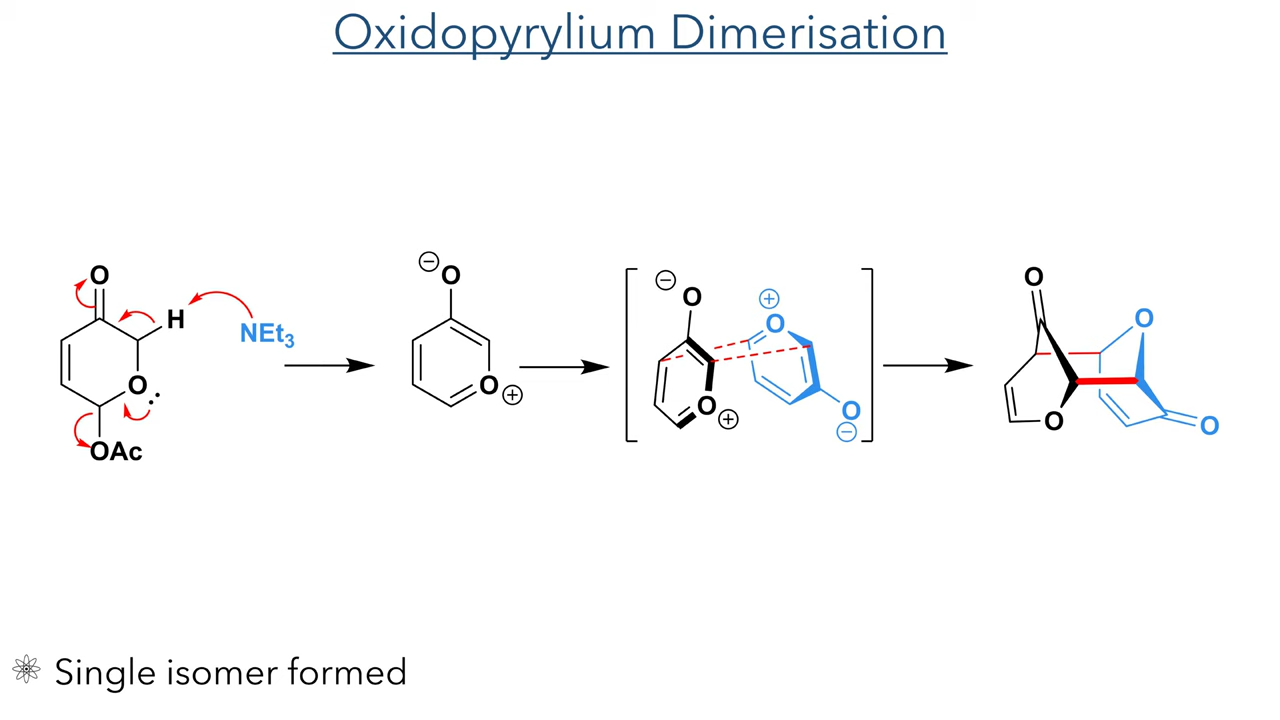 Oxidopyrylium Dimerisation
O
H
NEt3
O
OAc
⊖
O
O
⊕
⊖
O
O
⊕
⊕
O
O
⊖
O
O
O
O
Single isomer formed